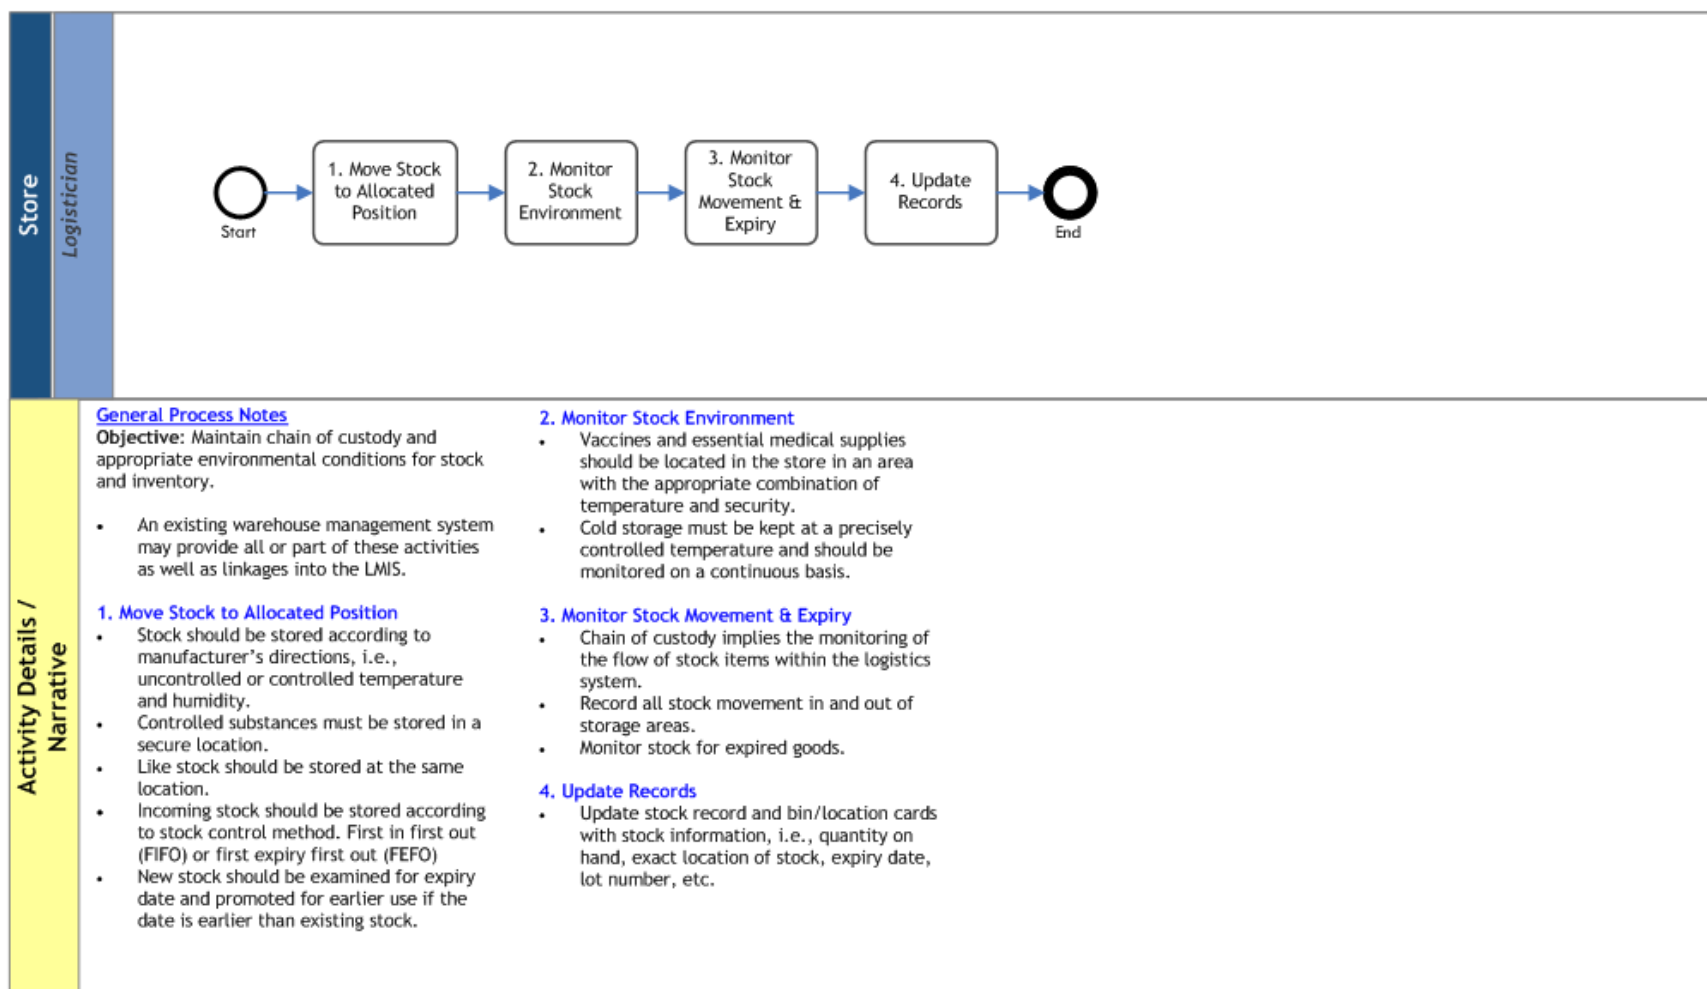 Store
Logistician
Start
1. Move Stock
to Allocated
Position
2. Monitor
Stock
Environment
3. Monitor
Stock
Movement &
Expiry
4. Update
Records
End
Activity Details /
Narrative
General Process Notes
Objective: Maintain chain of custody and
appropriate environmental conditions for stock
and inventory.
• An existing warehouse management system
may provide all or part of these activities
as well as linkages into the LMIS.
1. Move Stock to Allocated Position
• Stock should be stored according to
manufacturer’s directions, i.e.,
uncontrolled or controlled temperature
and humidity.
• Controlled substances must be stored in a
secure location.
• Like stock should be stored at the same
location.
• Incoming stock should be stored according
to stock control method. First in first out
(FIFO) or first expiry first out (FEFO)
• New stock should be examined for expiry
date and promoted for earlier use if the
date is earlier than existing stock.
2. Monitor Stock Environment
• Vaccines and essential medical supplies
should be located in the store in an area
with the appropriate combination of
temperature and security.
• Cold storage must be kept at a precisely
controlled temperature and should be
monitored on a continuous basis.
3. Monitor Stock Movement & Expiry
• Chain of custody implies the monitoring of
the flow of stock items within the logistics
system.
• Record all stock movement in and out of
storage areas.
• Monitor stock for expired goods.
4. Update Records
• Update stock record and bin/location cards
with stock information, i.e., quantity on
hand, exact location of stock, expiry date,
lot number, etc.